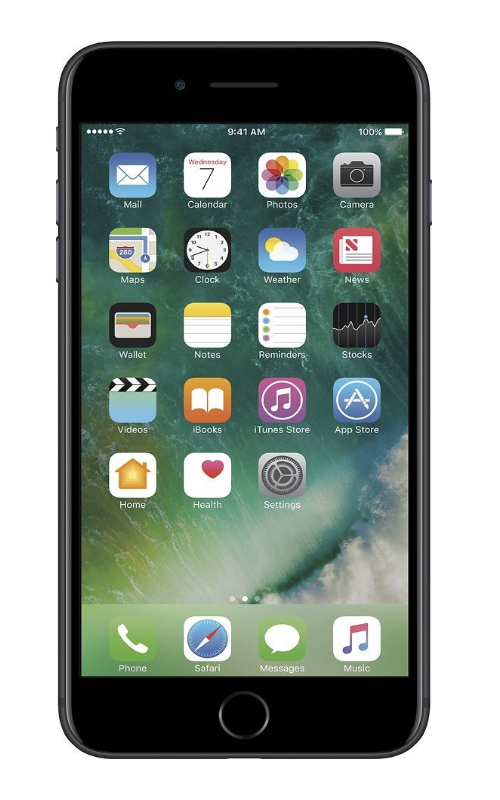 9:41 AM 100%
Wednesday
7
Mail Calendar Photos Camera
280
Maps Clock Weather News
Wallet Notes Reminders Stocks
Videos iBooks iTunes Store App Store
Home Health Settings
Phone Safari Messages Music